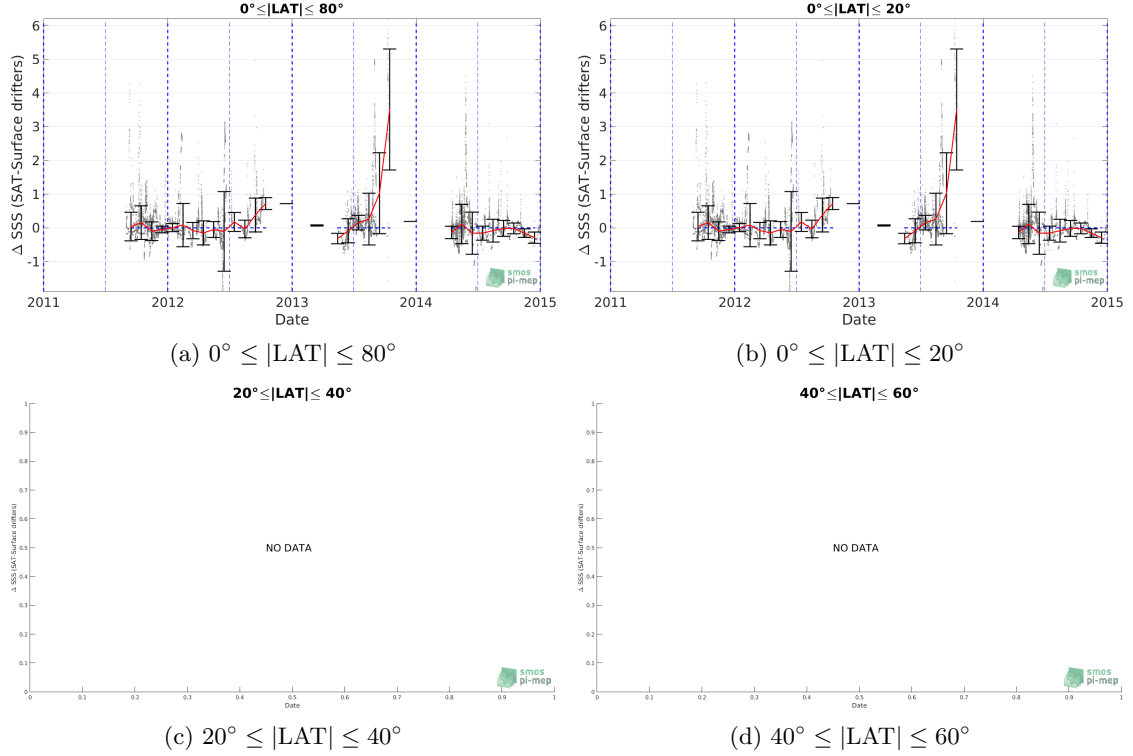 0°≤|LAT|≤ 80°
Δ SSS (SAT-Surface drifters)
6
5
4
3
2
1
0
-1
2011 2012 2013 2014 2015
Date
smos
pi-mep
(a) 0° ≤ |LAT| ≤ 80°
0°≤|LAT|≤ 20°
Δ SSS (SAT-Surface drifters)
6
5
4
3
2
1
0
-1
2011 2012 2013 2014 2015
Date
smos
pi-mep
(b) 0° ≤ |LAT| ≤ 20°
20°≤|LAT|≤ 40°
Δ SSS (SAT-Surface drifters)
1
0.9
0.8
0.7
0.6
0.5
0.4
0.3
0.2
0.1
0
NO DATA
0 0.1 0.2 0.3 0.4 0.5 0.6 0.7 0.8 0.9 1
Date
smos
pi-mep
(c) 20° ≤ |LAT| ≤ 40°
40°≤|LAT|≤ 60°
Δ SSS (SAT-Surface drifters)
1
0.9
0.8
0.7
0.6
0.5
0.4
0.3
0.2
0.1
0
NO DATA
0 0.1 0.2 0.3 0.4 0.5 0.6 0.7 0.8 0.9 1
Date
smos
pi-mep
(d) 40° ≤ |LAT| ≤ 60°